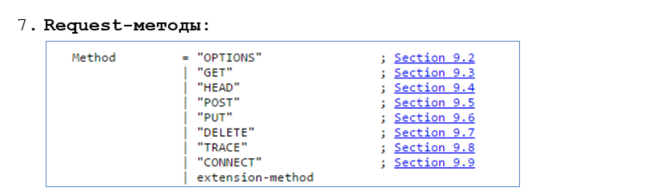 7. Request-методы:
Method = "OPTIONS" ; Section 9.2
| "GET" ; Section 9.3
| "HEAD" ; Section 9.4
| "POST" ; Section 9.5
| "PUT" ; Section 9.6
| "DELETE" ; Section 9.7
| "TRACE" ; Section 9.8
| "CONNECT" ; Section 9.9
| extension-method